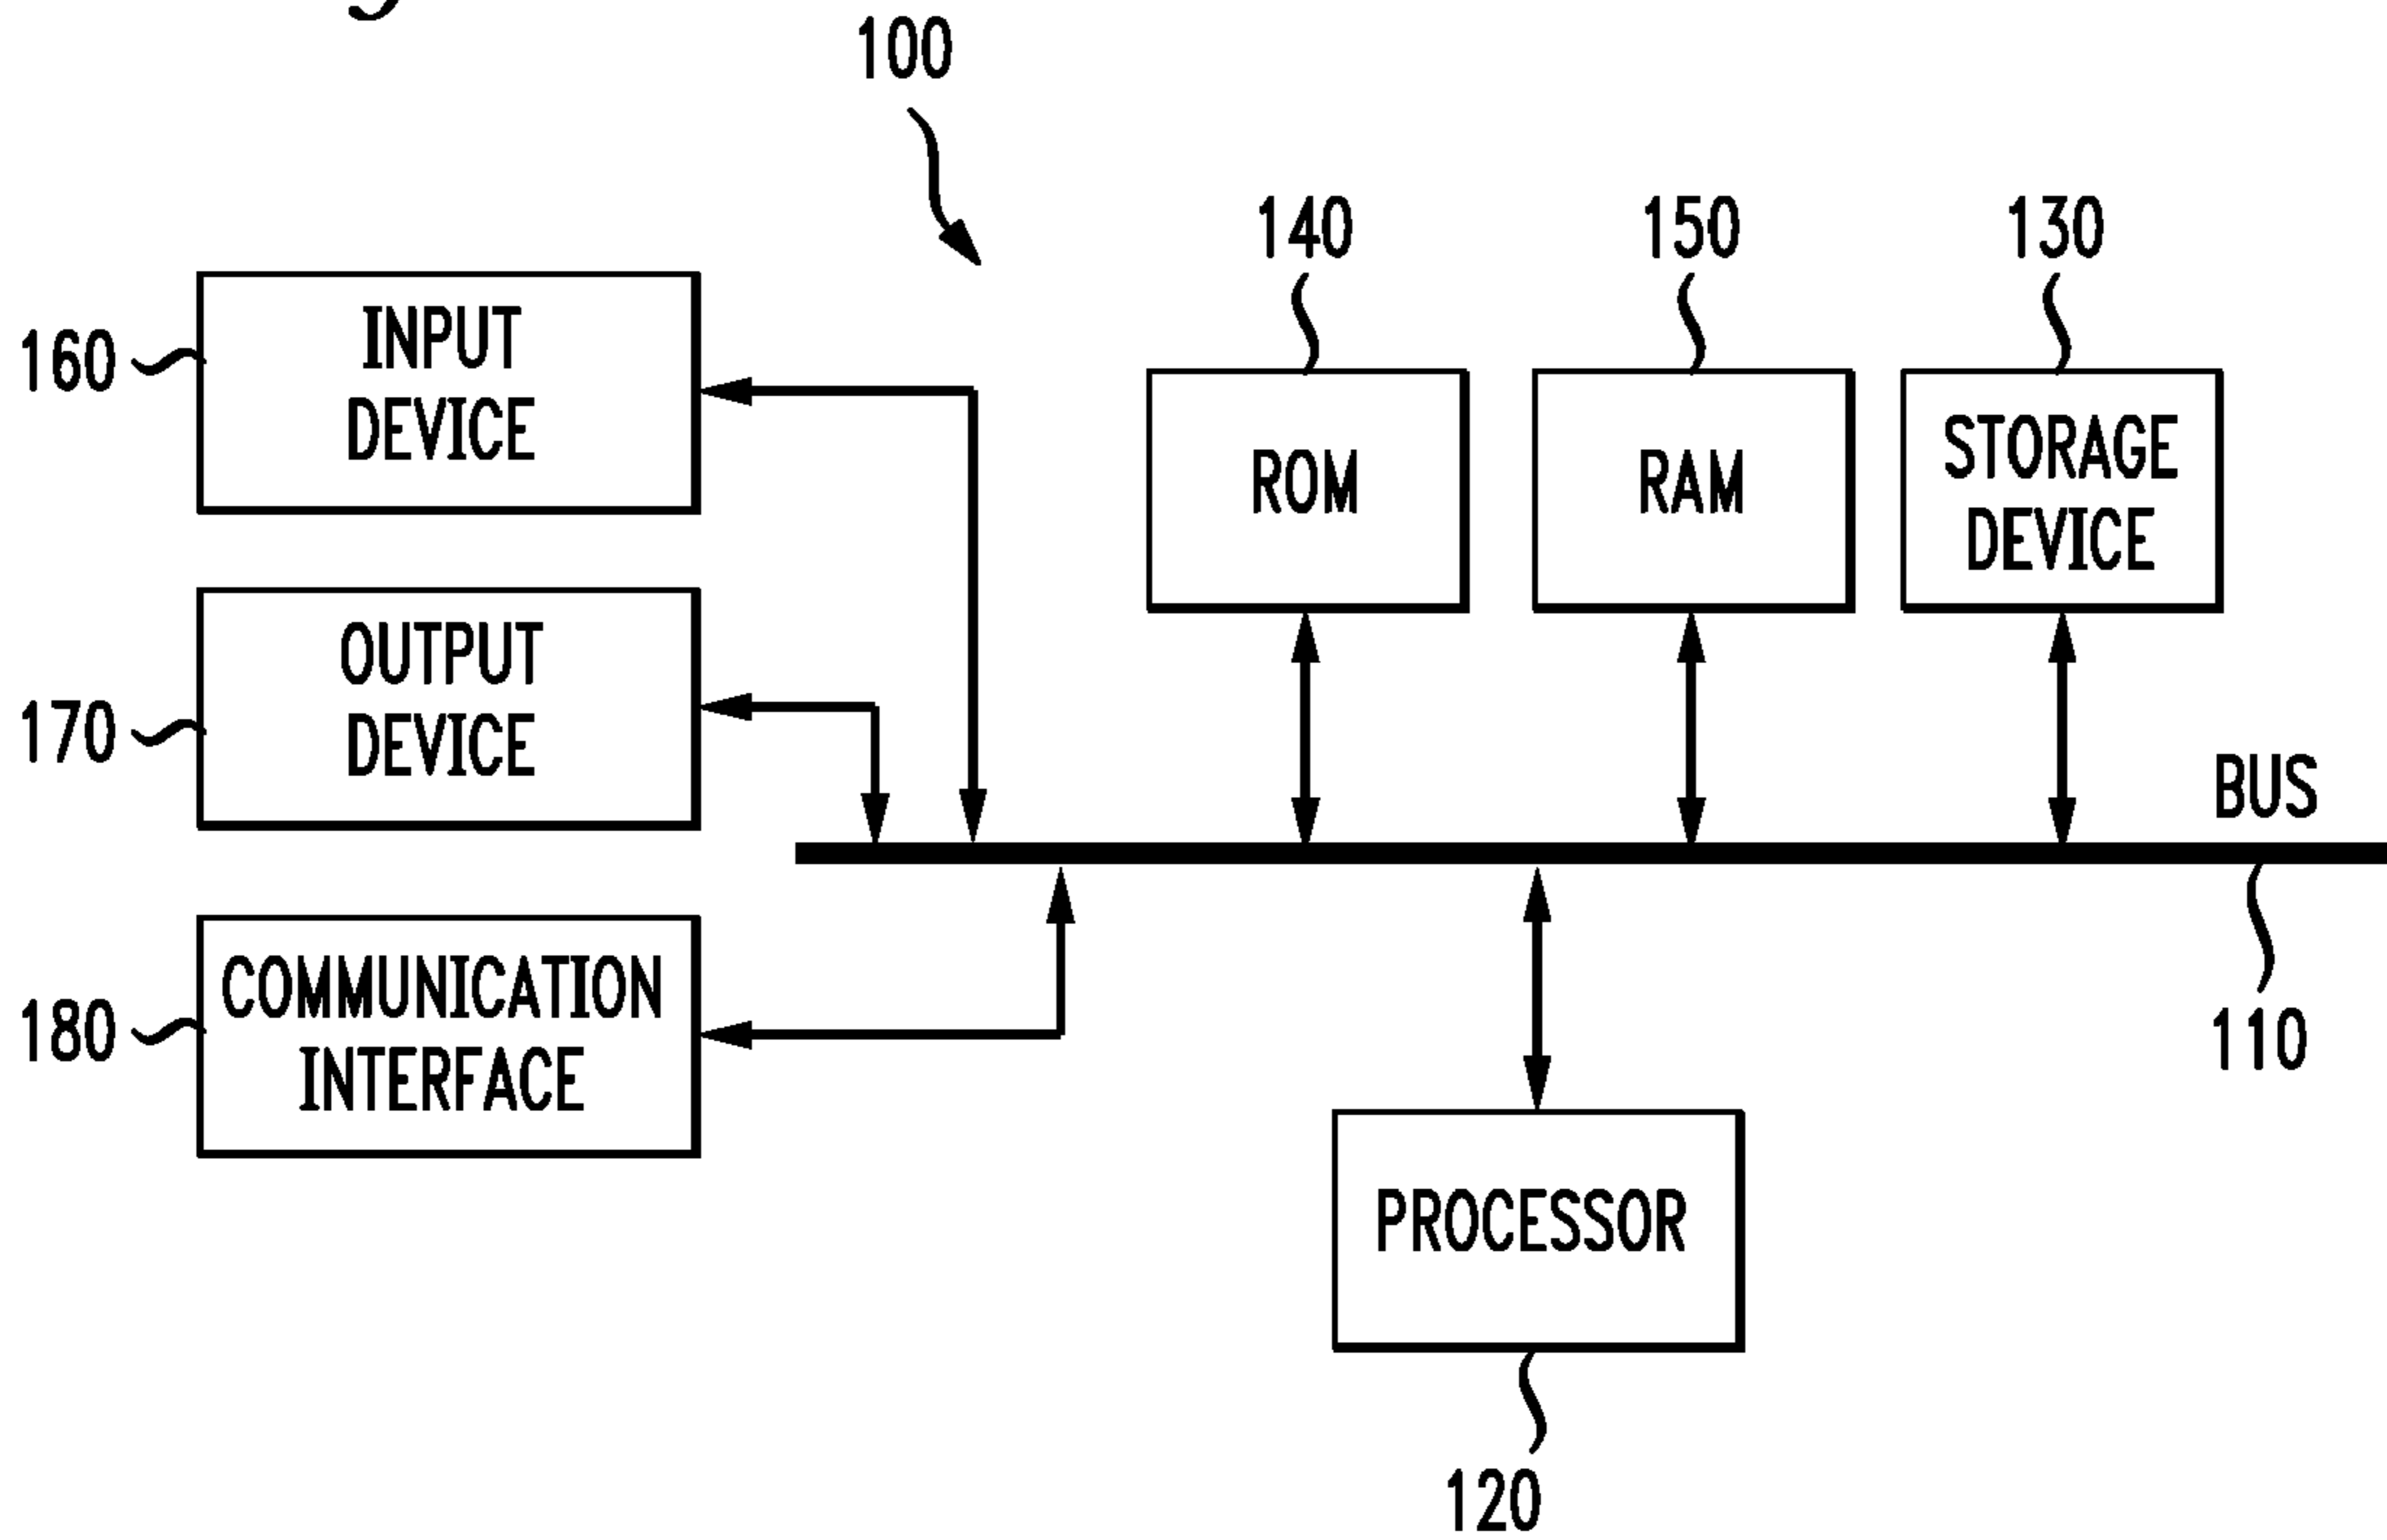 100
140
150
130
160
INPUT
DEVICE
ROM
RAM
STORAGE
DEVICE
170
OUTPUT
DEVICE
BUS
180
COMMUNICATION
INTERFACE
110
PROCESSOR
120